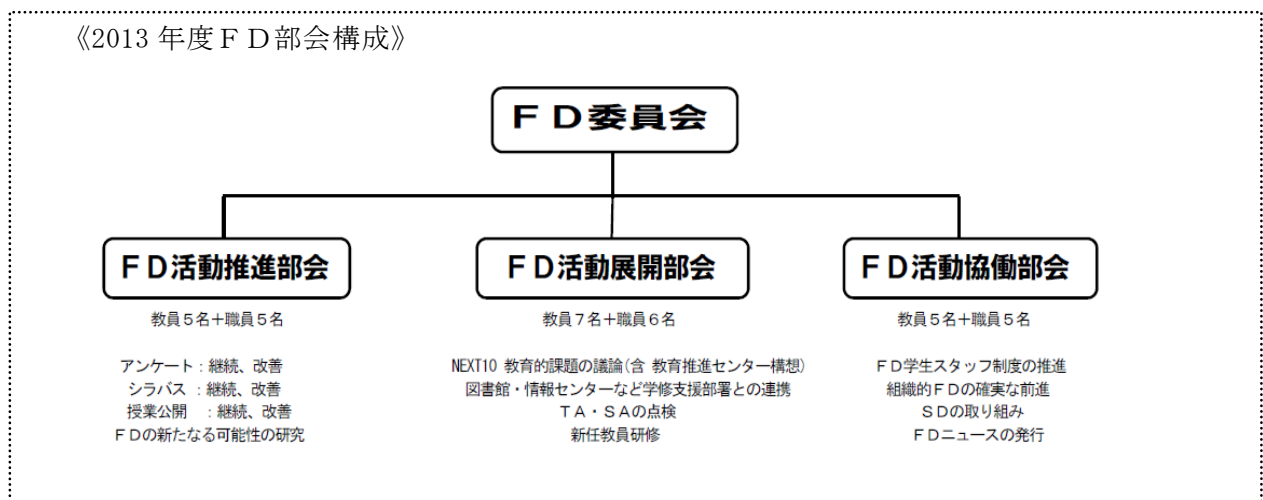 《2013 年度ＦＤ部会構成》
ＦＤ委員会
ＦＤ活動推進部会
教員５名＋職員５名
アンケート：継続、改善
シラバス ：継続、改善
授業公開 ：継続、改善
ＦＤの新たなる可能性の研究
ＦＤ活動展開部会
教員７名＋職員６名
NEXT10 教育的課題の議論(含 教育推進センター構想)
図書館・情報センターなど学修支援部署との連携
ＴＡ・ＳＡの点検
新任教員研修
ＦＤ活動協働部会
教員５名＋職員５名
ＦＤ学生スタッフ制度の推進
組織的ＦＤの確実な前進
ＳＤの取り組み
ＦＤニュースの発行